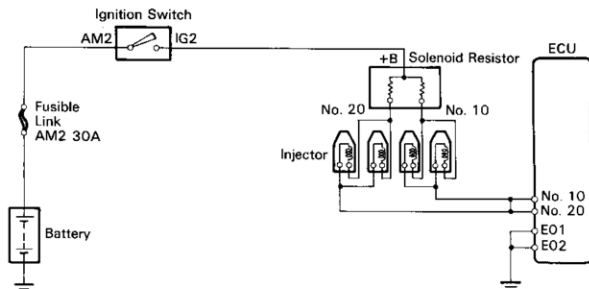 Ignition Switch
AM2
IG2
+B
Solenoid Resistor
ECU
Fusible
Link
AM2 30A
No. 20
No. 10
Injector
No. 10
No. 20
E01
E02
Battery